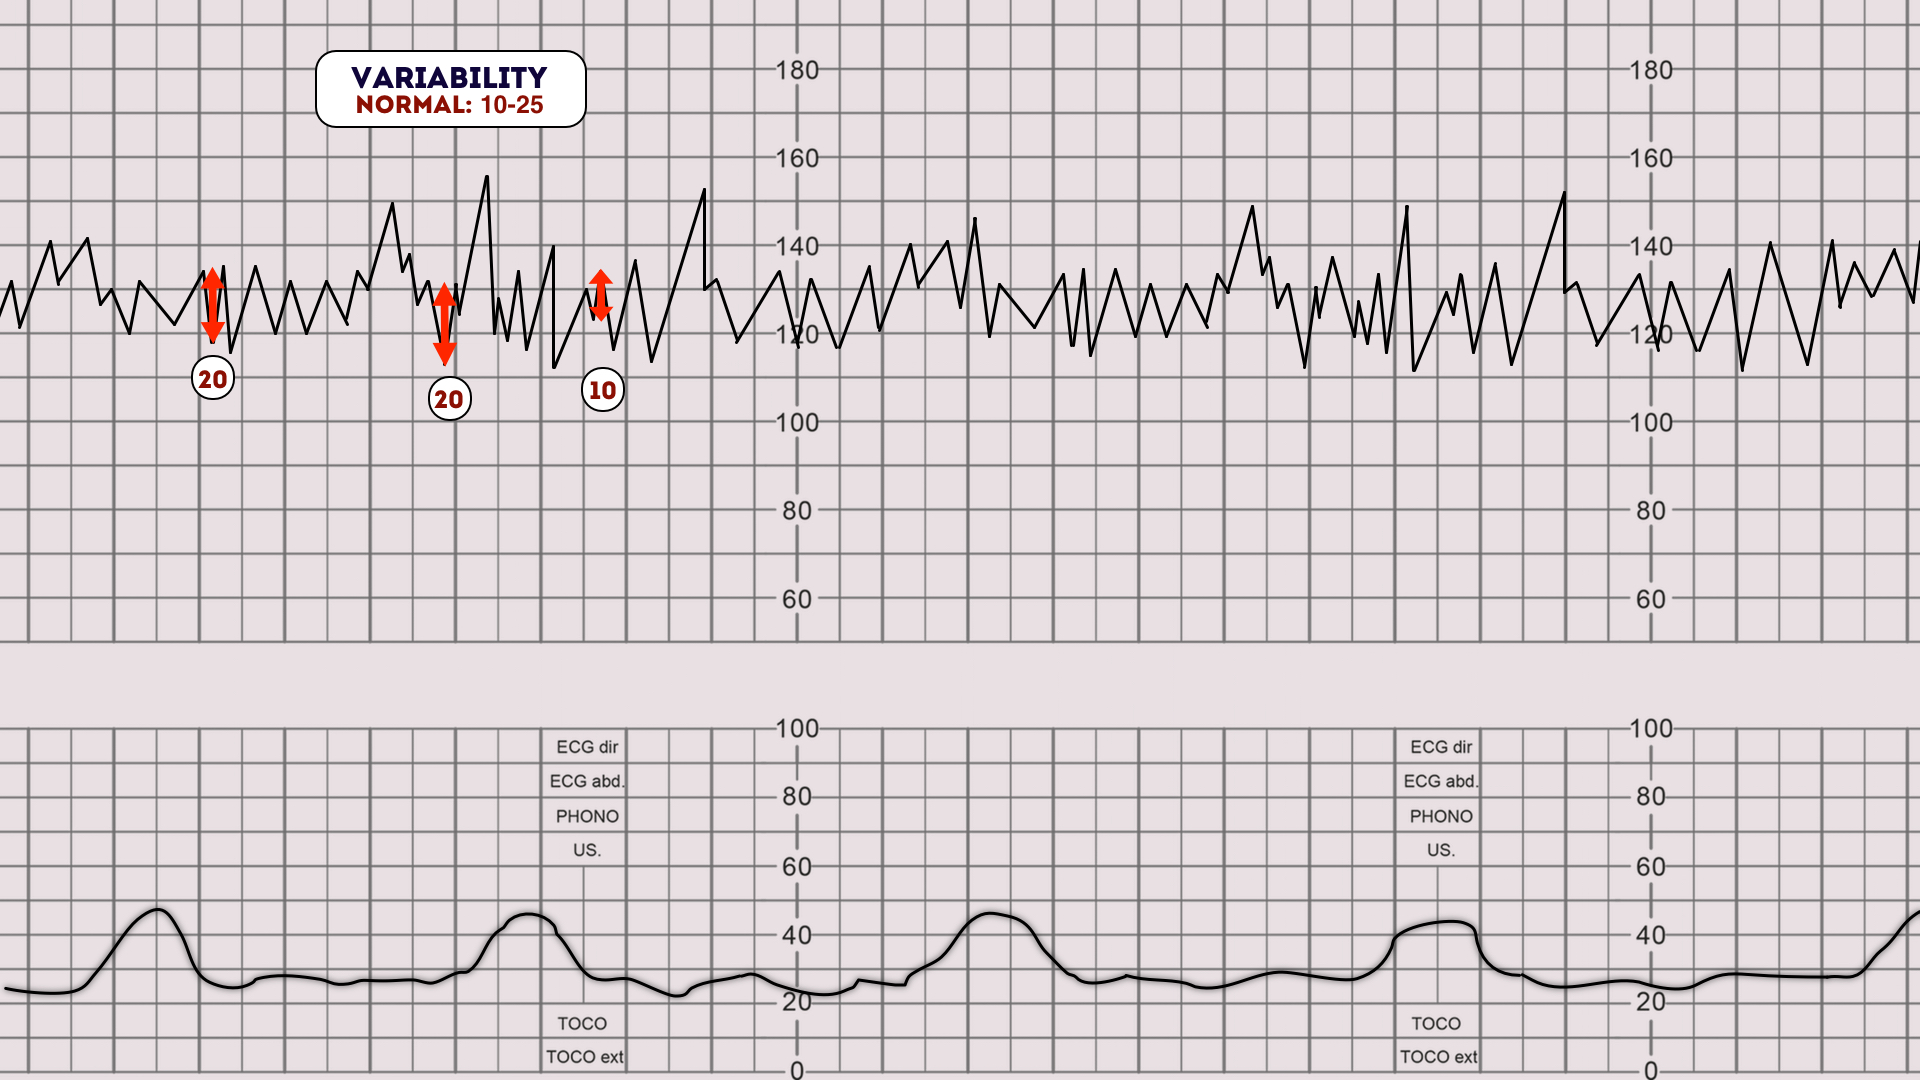 VARIABILITY
NORMAL: 10-25
180 180
160 160
140 140
120 120
100 100
80 80
60 60
20
20
10
100 100
ECG dir ECG dir
ECG abd. ECG abd.
80 80
PHONO PHONO
US. US.
60 60
40 40
20 20
TOCO TOCO
TOCO ext TOCO ext
0 0